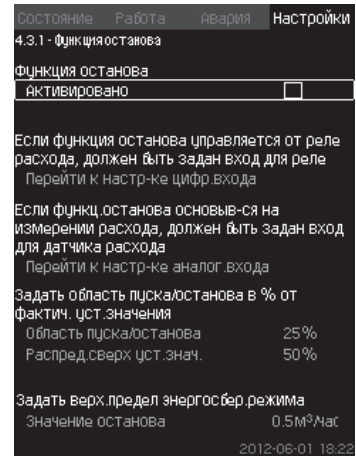 Состояние Работа Авария Настройки
4.3.1 - Функция останова
Функция останова
Активировано
Если функция останова управляется от реле
расхода, должен быть задан вход для реле
Перейти к настр-ке цифр.входа
Если функц.останова основыв-ся на
измерении расхода, должен быть задан вход
для датчика расхода
Перейти к настр-ке аналог.входа
Задать область пуска/останова в % от
фактич. уст.значения
Область пуска/останова 25%
Распред.сверх уст.знач. 50%
Задать верх.предел энергосбер.режима
Значение останова 0.5м³/час
2012-06-01 18:22